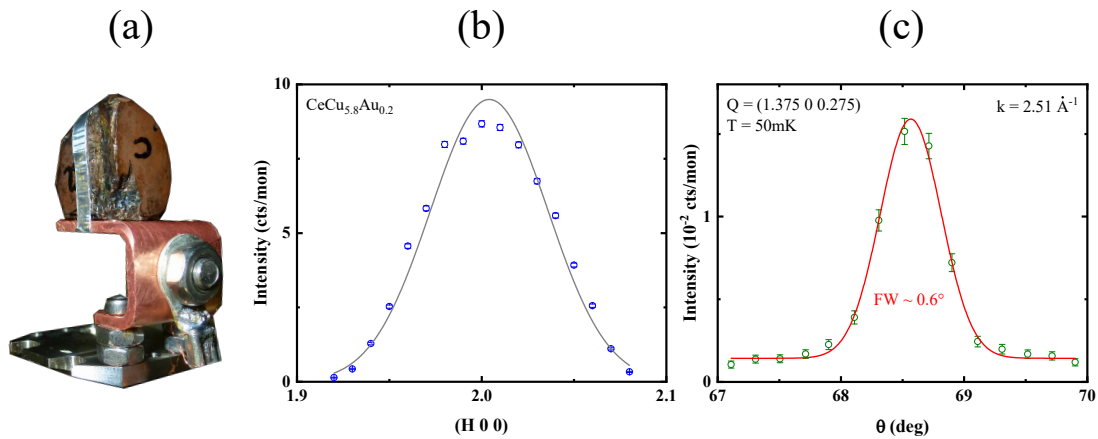 (a)
(b)
(c)
C
CeCu5.8Au0.2
Intensity (cts/mon)
10
5
0
1.9
2.0
2.1
(H 0 0)
Q = (1.375 0 0.275)
T = 50mK
k = 2.51 Å-1
FW ~ 0.6°
Intensity (10-2 cts/mon)
1
0
67
68
69
70
θ (deg)